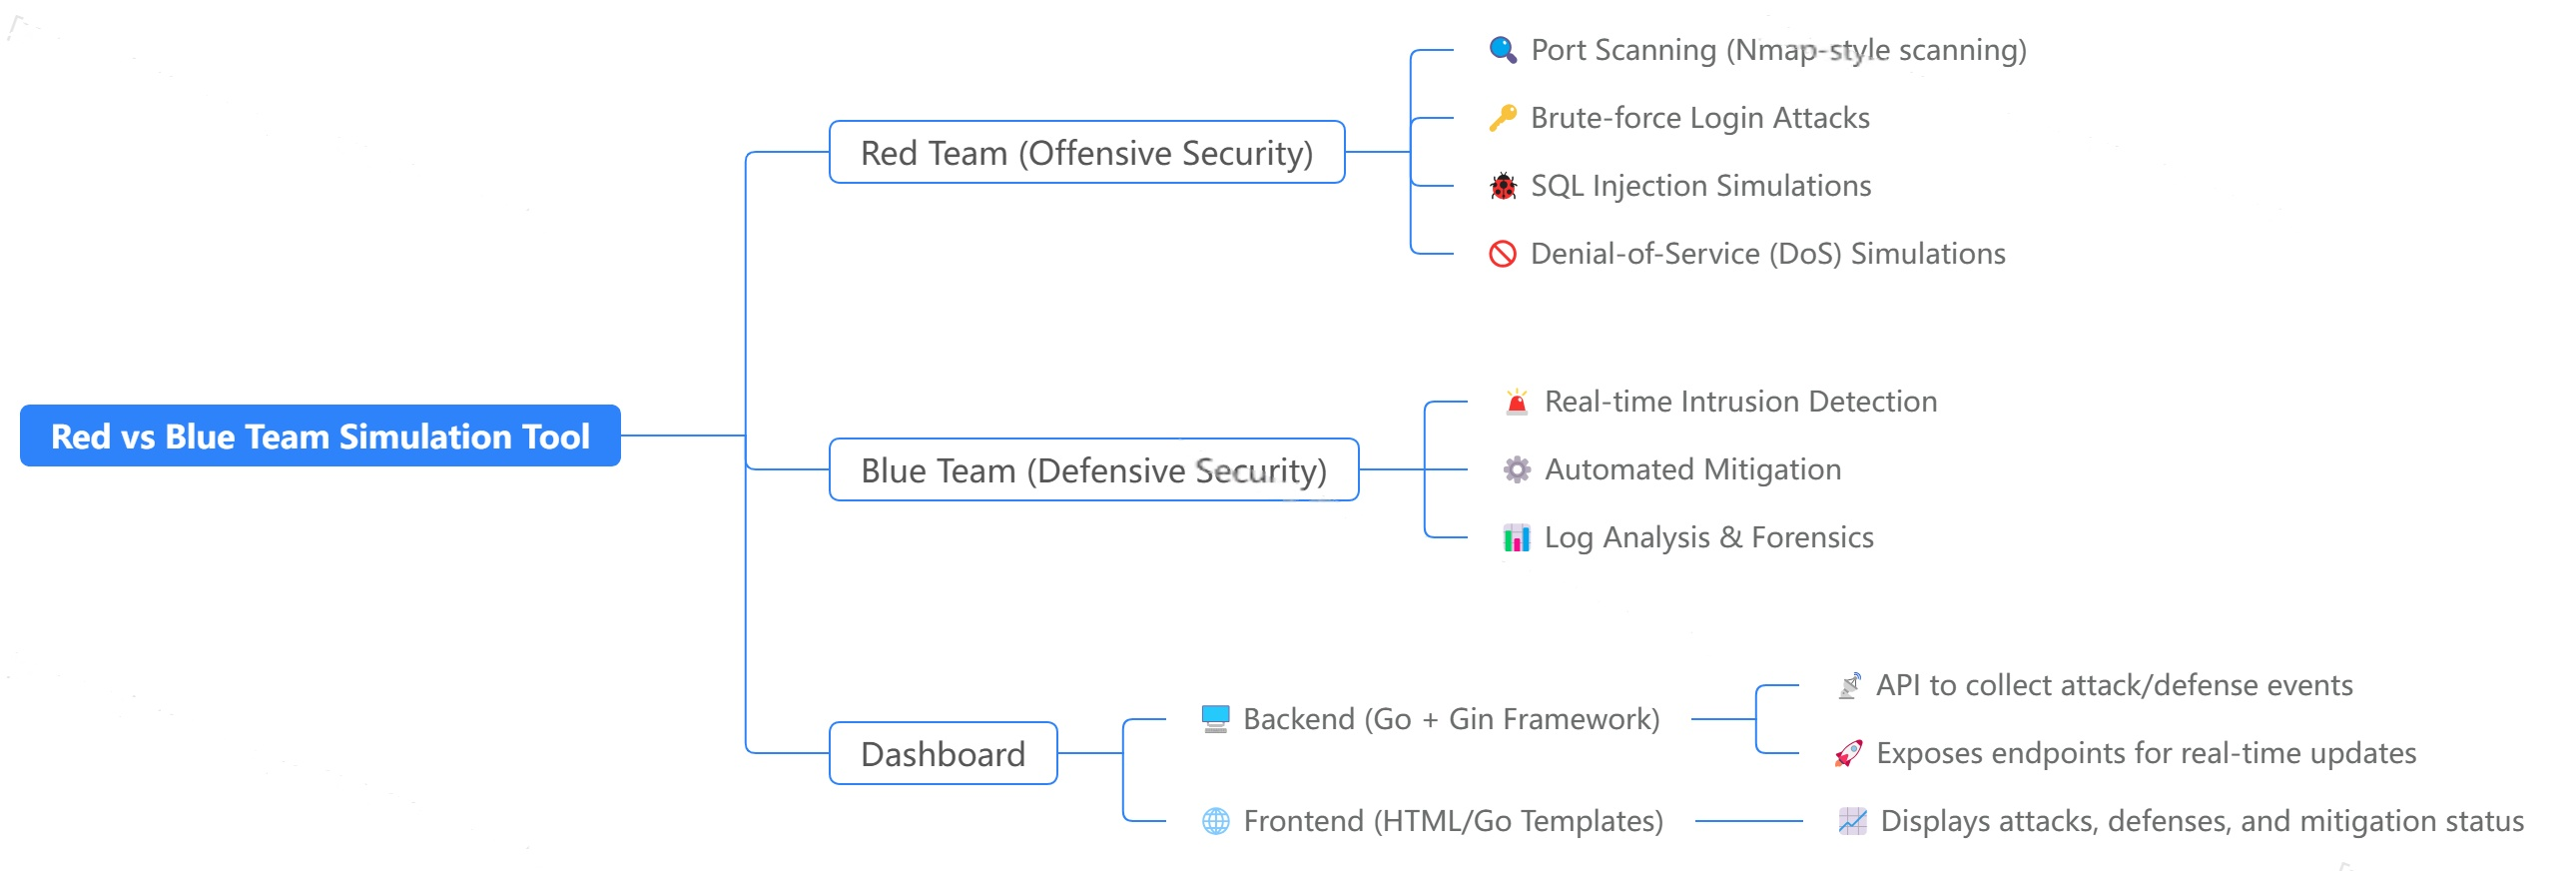 Red vs Blue Team Simulation Tool
Red Team (Offensive Security)
Port Scanning (Nmap-style scanning)
Brute-force Login Attacks
SQL Injection Simulations
Denial-of-Service (DoS) Simulations
Blue Team (Defensive Security)
Real-time Intrusion Detection
Automated Mitigation
Log Analysis & Forensics
Dashboard
Backend (Go + Gin Framework)
API to collect attack/defense events
Exposes endpoints for real-time updates
Frontend (HTML/Go Templates)
Displays attacks, defenses, and mitigation status